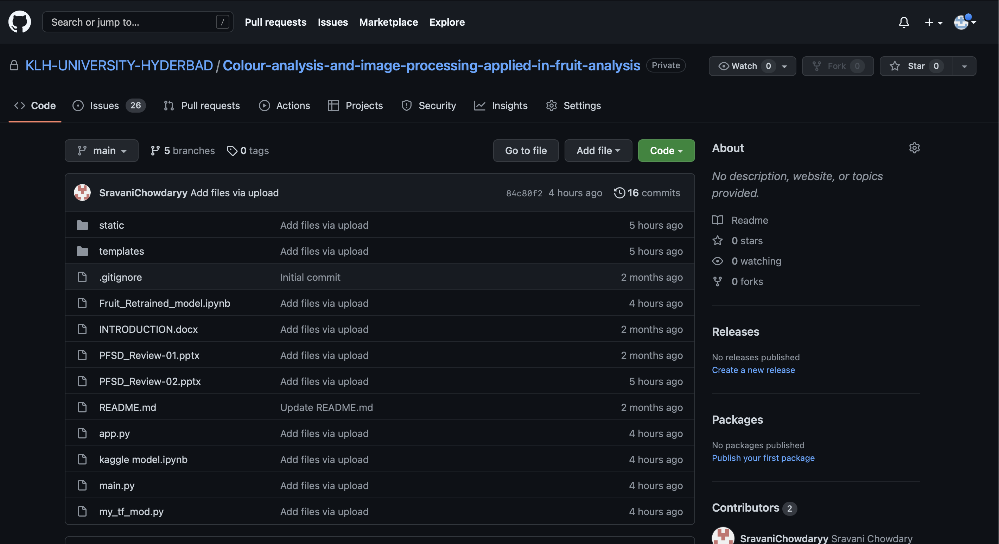 Search or jump to... /
Pull requests Issues Marketplace Explore
KLH-UNIVERSITY-HYDERBAD / Colour-analysis-and-image-processing-applied-in-fruit-analysis Private
Watch 0 Fork 0 Star 0
Code Issues 26 Pull requests Actions Projects Security Insights Settings
main 5 branches 0 tags Go to file Add file Code
SravaniChowdaryy Add files via upload 84c80f2 4 hours ago 16 commits
static Add files via upload 5 hours ago
templates Add files via upload 5 hours ago
.gitignore Initial commit 2 months ago
Fruit_Retrained_model.ipynb Add files via upload 4 hours ago
INTRODUCTION.docx Add files via upload 2 months ago
PFSD_Review-01.pptx Add files via upload 2 months ago
PFSD_Review-02.pptx Add files via upload 5 hours ago
README.md Update README.md 2 months ago
app.py Add files via upload 4 hours ago
kaggle model.ipynb Add files via upload 4 hours ago
main.py Add files via upload 4 hours ago
my_tf_mod.py Add files via upload 4 hours ago
About
No description, website, or topics
provided.
Readme
0 stars
0 watching
0 forks
Releases
No releases published
Create a new release
Packages
No packages published
Publish your first package
Contributors 2
SravaniChowdaryy Sravani Chowdary